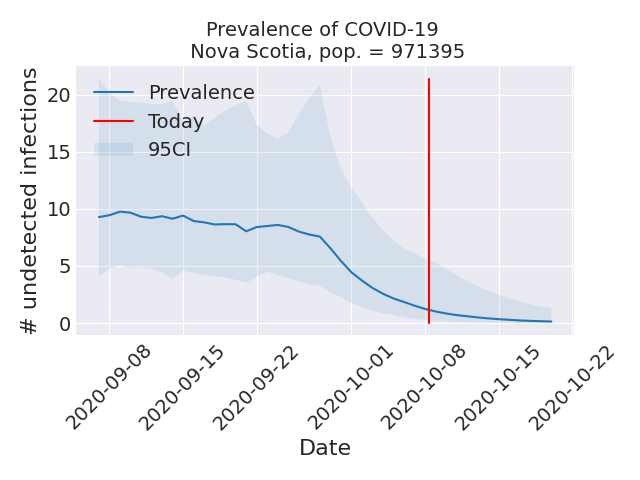 Prevalence of COVID-19
Nova Scotia, pop. = 971395
# undetected infections
20
15
10
5
0
Prevalence
Today
95CI
2020-09-08
2020-09-15
2020-09-22
2020-10-01
2020-10-08
2020-10-15
2020-10-22
Date